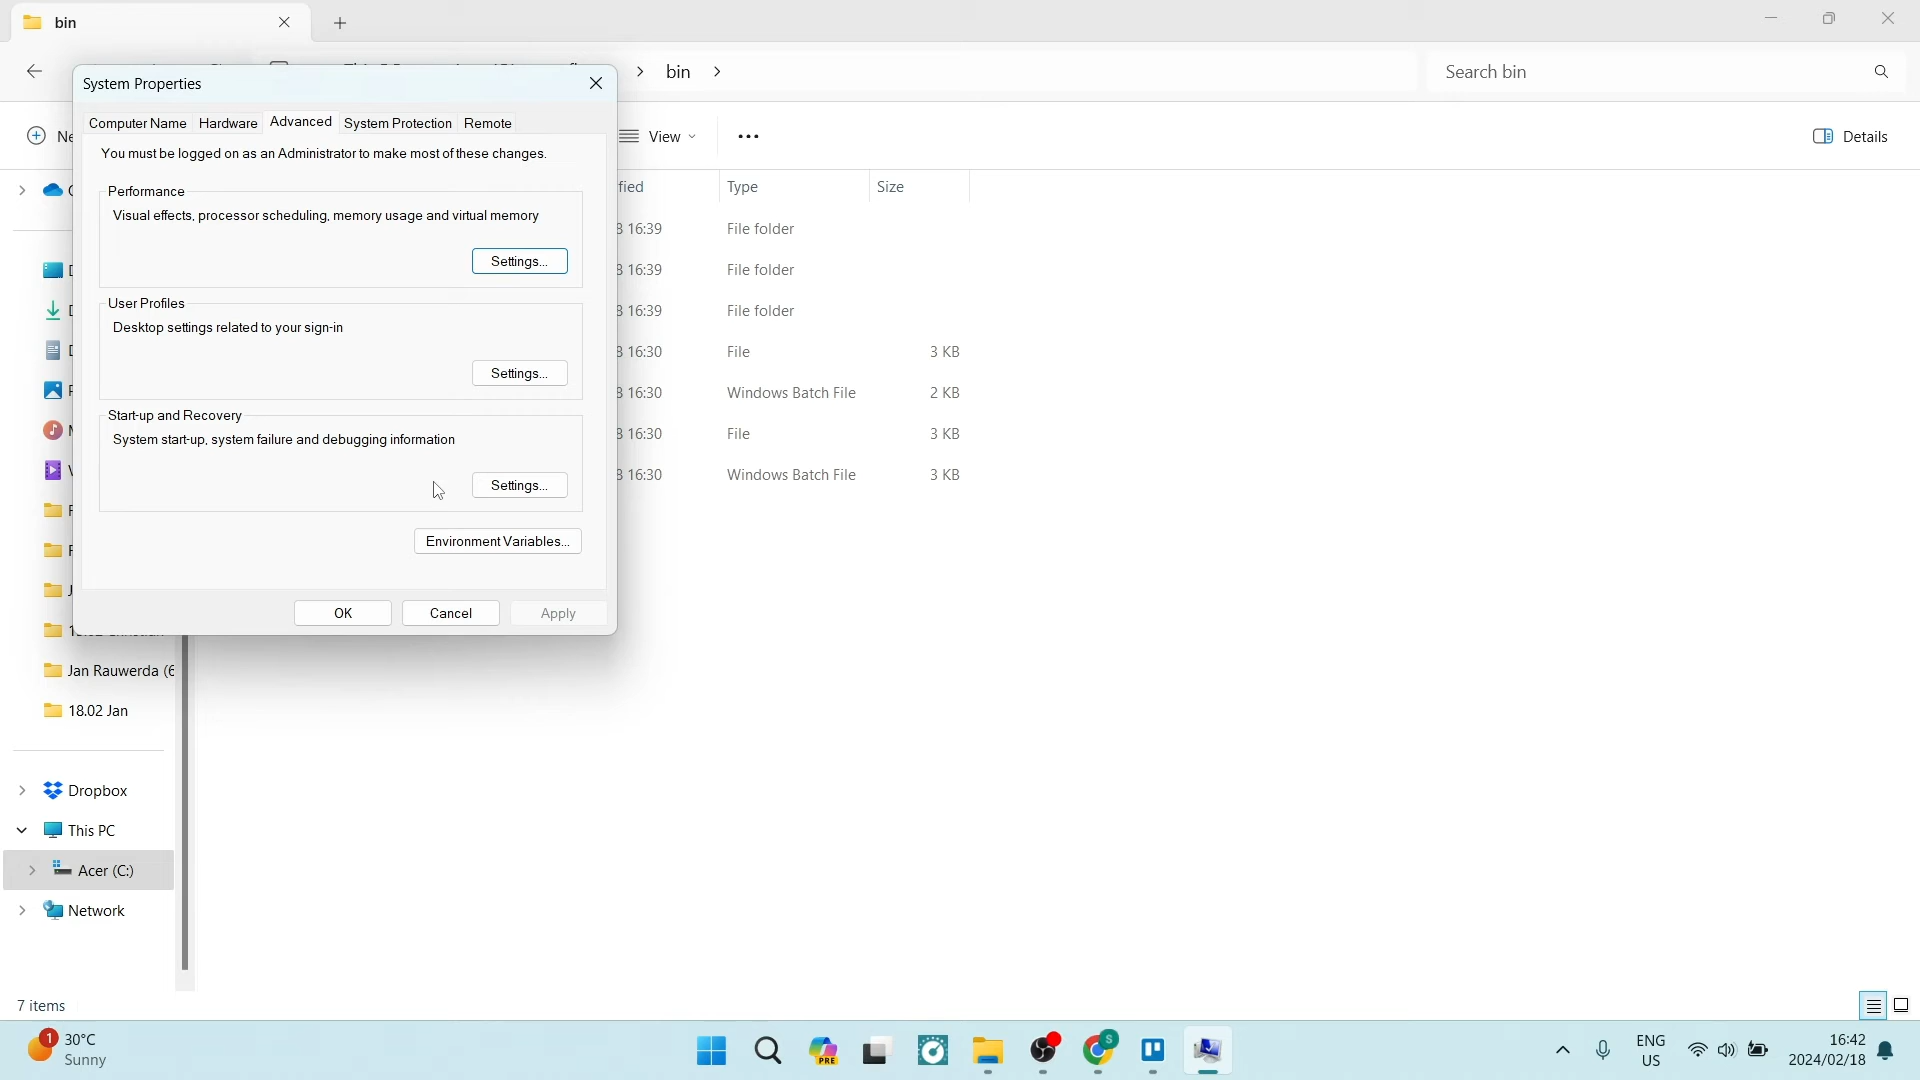 bin
bin
Search bin
System Properties
Computer Name
Hardware
Advanced
System Protection
Remote
View
Details
You must be logged on as an Administrator to make most of these changes.
Performance
Visual effects, processor scheduling, memory usage and virtual memory
Settings...
User Profiles
Desktop settings related to your sign-in
Settings...
Start-up and Recovery
System start-up, system failure and debugging information
Settings...
Environment Variables...
OK
Cancel
Apply
Type
Size
16:39 File folder
16:39 File folder
16:39 File folder
16:30 File 3 KB
16:30 Windows Batch File 2 KB
16:30 File 3 KB
16:30 Windows Batch File 3 KB
Jan Rauwerda (6
18.02 Jan
Dropbox
This PC
Acer (C:)
Network
7 items
1
30°C
Sunny
PRE
S
ENG
US
16:42
2024/02/18